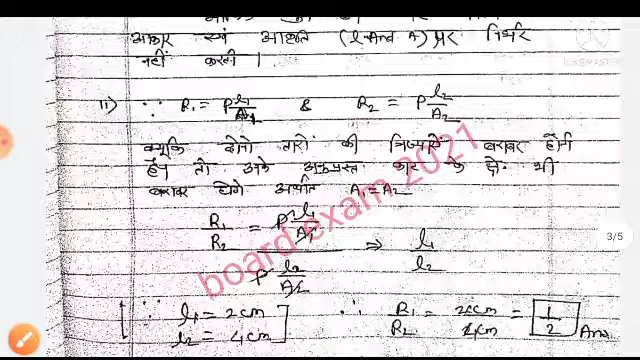 आकार एवं आकृति (l And A) पर निर्भर
नहीं करती ।
ii) ∵ R₁ = ρ l₁/A₁ & R₂ = ρ l₂/A₂
क्यूकि दोनो तारों की त्रिज्यायें बराबर होगी
है। तो उनके अनुप्रस्त काट के क्षे॰ भी
बराबर होगे अर्थात A₁ = A₂
R₁/R₂ = (ρ l₁/A₁)/(ρ l₂/A₂) ⇒ l₁/l₂
[∵ l₁ = 2cm
l₂ = 4cm] ∴ R₁/R₂ = 2cm/4cm = 1/2 Ans
board exam 2021
3/5